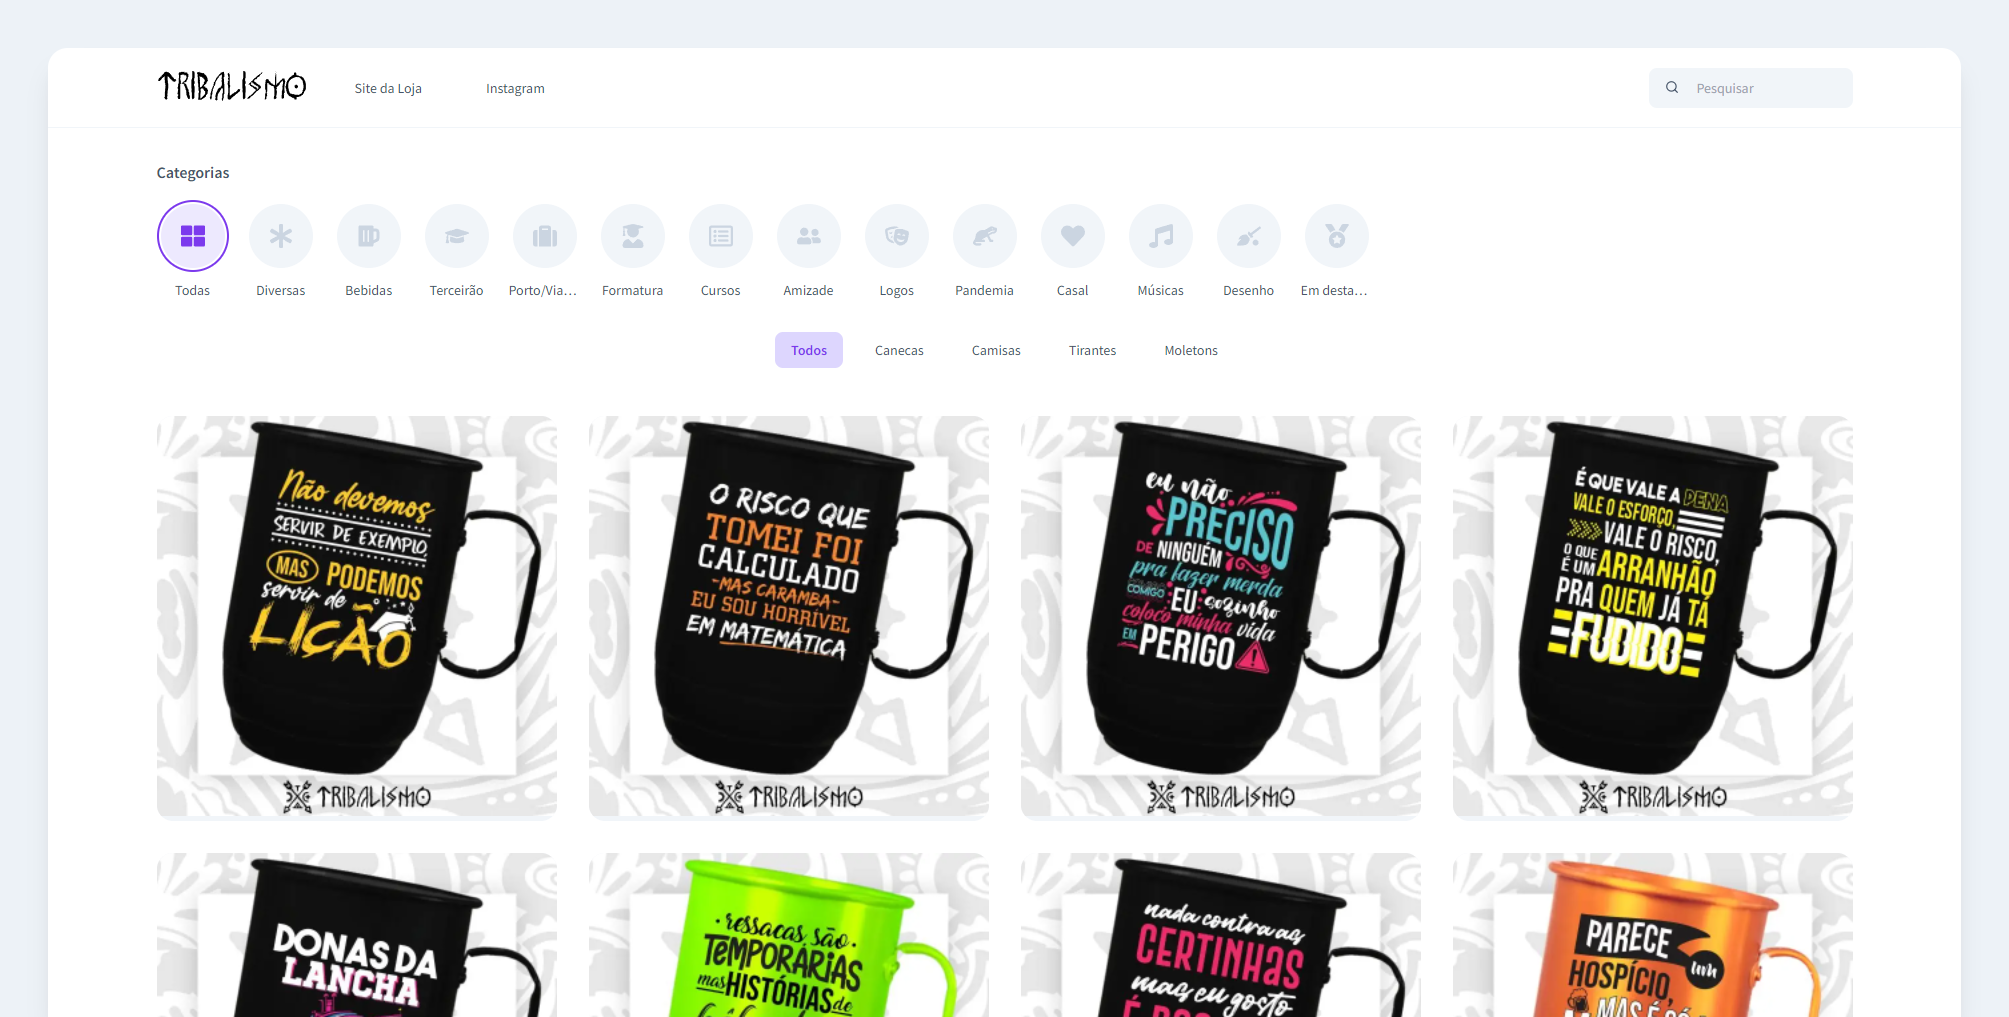 TRIBALISMO
Site da Loja
Instagram
Pesquisar
Categorias
Todas
Diversas
Bebidas
Terceirão
Porto/Via...
Formatura
Cursos
Amizade
Logos
Pandemia
Casal
Músicas
Desenho
Em desta...
Todos
Canecas
Camisas
Tirantes
Moletons
Não devemos
SERVIR DE EXEMPLO,
MAS PODEMOS
servir de
LIÇÃO
TRIBALISMO
O RISCO QUE
TOMEI FOI
CALCULADO
-MAS CARAMBA-
EU SOU HORRÍVEL
EM MATEMÁTICA
TRIBALISMO
eu não
PRECISO
DE NINGUÉM
pra fazer merda
COMIGO EU sozinho
coloco minha vida
EM PERIGO
TRIBALISMO
É QUE VALE A PENA
VALE O ESFORÇO,
VALE O RISCO,
O QUE É UM ARRANHÃO
PRA QUEM JÁ TÁ
FUDIDO
TRIBALISMO
DONAS DA
LANCHA
• ressacas são •
TEMPORÁRIAS
mas HISTÓRIAS de
nada contra as
CERTINHAS
mas eu gosto
PARECE um
HOSPÍCIO,
MAS É SÓ